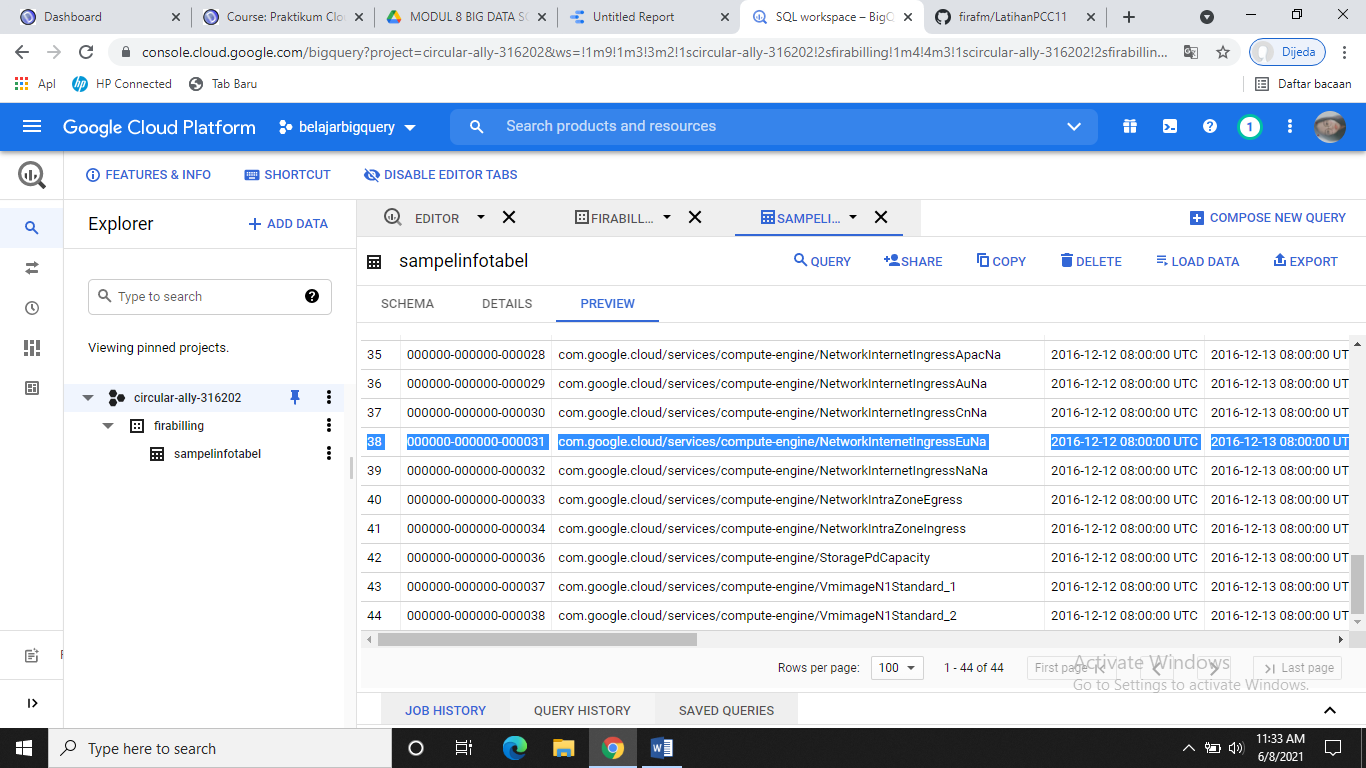 Dashboard
Course: Praktikum Clo
MODUL 8 BIG DATA SC
Untitled Report
SQL workspace – BigQ
firafm/LatihanPCC11
console.cloud.google.com/bigquery?project=circular-ally-316202&ws=!1m9!1m3!3m2!1scircular-ally-316202!2sfirabilling!1m4!4m3!1scircular-ally-316202!2sfirabillin...
Dijeda
Apl
HP Connected
Tab Baru
Daftar bacaan
Google Cloud Platform
belajarbigquery
Search products and resources
1
FEATURES & INFO
SHORTCUT
DISABLE EDITOR TABS
Explorer
+ ADD DATA
EDITOR
FIRABILL...
SAMPELI...
COMPOSE NEW QUERY
sampelinfotabel
QUERY
SHARE
COPY
DELETE
LOAD DATA
EXPORT
Type to search
SCHEMA
DETAILS
PREVIEW
Viewing pinned projects.
circular-ally-316202
firabilling
sampelinfotabel
35 000000-000000-000028 com.google.cloud/services/compute-engine/NetworkInternetIngressApacNa 2016-12-12 08:00:00 UTC 2016-12-13 08:00:00 UT
36 000000-000000-000029 com.google.cloud/services/compute-engine/NetworkInternetIngressAuNa 2016-12-12 08:00:00 UTC 2016-12-13 08:00:00 UT
37 000000-000000-000030 com.google.cloud/services/compute-engine/NetworkInternetIngressCnNa 2016-12-12 08:00:00 UTC 2016-12-13 08:00:00 UT
38 000000-000000-000031 com.google.cloud/services/compute-engine/NetworkInternetIngressEuNa 2016-12-12 08:00:00 UTC 2016-12-13 08:00:00 UT
39 000000-000000-000032 com.google.cloud/services/compute-engine/NetworkInternetIngressNaNa 2016-12-12 08:00:00 UTC 2016-12-13 08:00:00 UT
40 000000-000000-000033 com.google.cloud/services/compute-engine/NetworkIntraZoneEgress 2016-12-12 08:00:00 UTC 2016-12-13 08:00:00 UT
41 000000-000000-000034 com.google.cloud/services/compute-engine/NetworkIntraZoneIngress 2016-12-12 08:00:00 UTC 2016-12-13 08:00:00 UT
42 000000-000000-000036 com.google.cloud/services/compute-engine/StoragePdCapacity 2016-12-12 08:00:00 UTC 2016-12-13 08:00:00 UT
43 000000-000000-000037 com.google.cloud/services/compute-engine/VmimageN1Standard_1 2016-12-12 08:00:00 UTC 2016-12-13 08:00:00 UT
44 000000-000000-000038 com.google.cloud/services/compute-engine/VmimageN1Standard_2 2016-12-12 08:00:00 UTC 2016-12-13 08:00:00 UT
Rows per page: 100 1 - 44 of 44 First page Last page
Activate Windows
Go to Settings to activate Windows.
JOB HISTORY
QUERY HISTORY
SAVED QUERIES
Type here to search
11:33 AM
6/8/2021